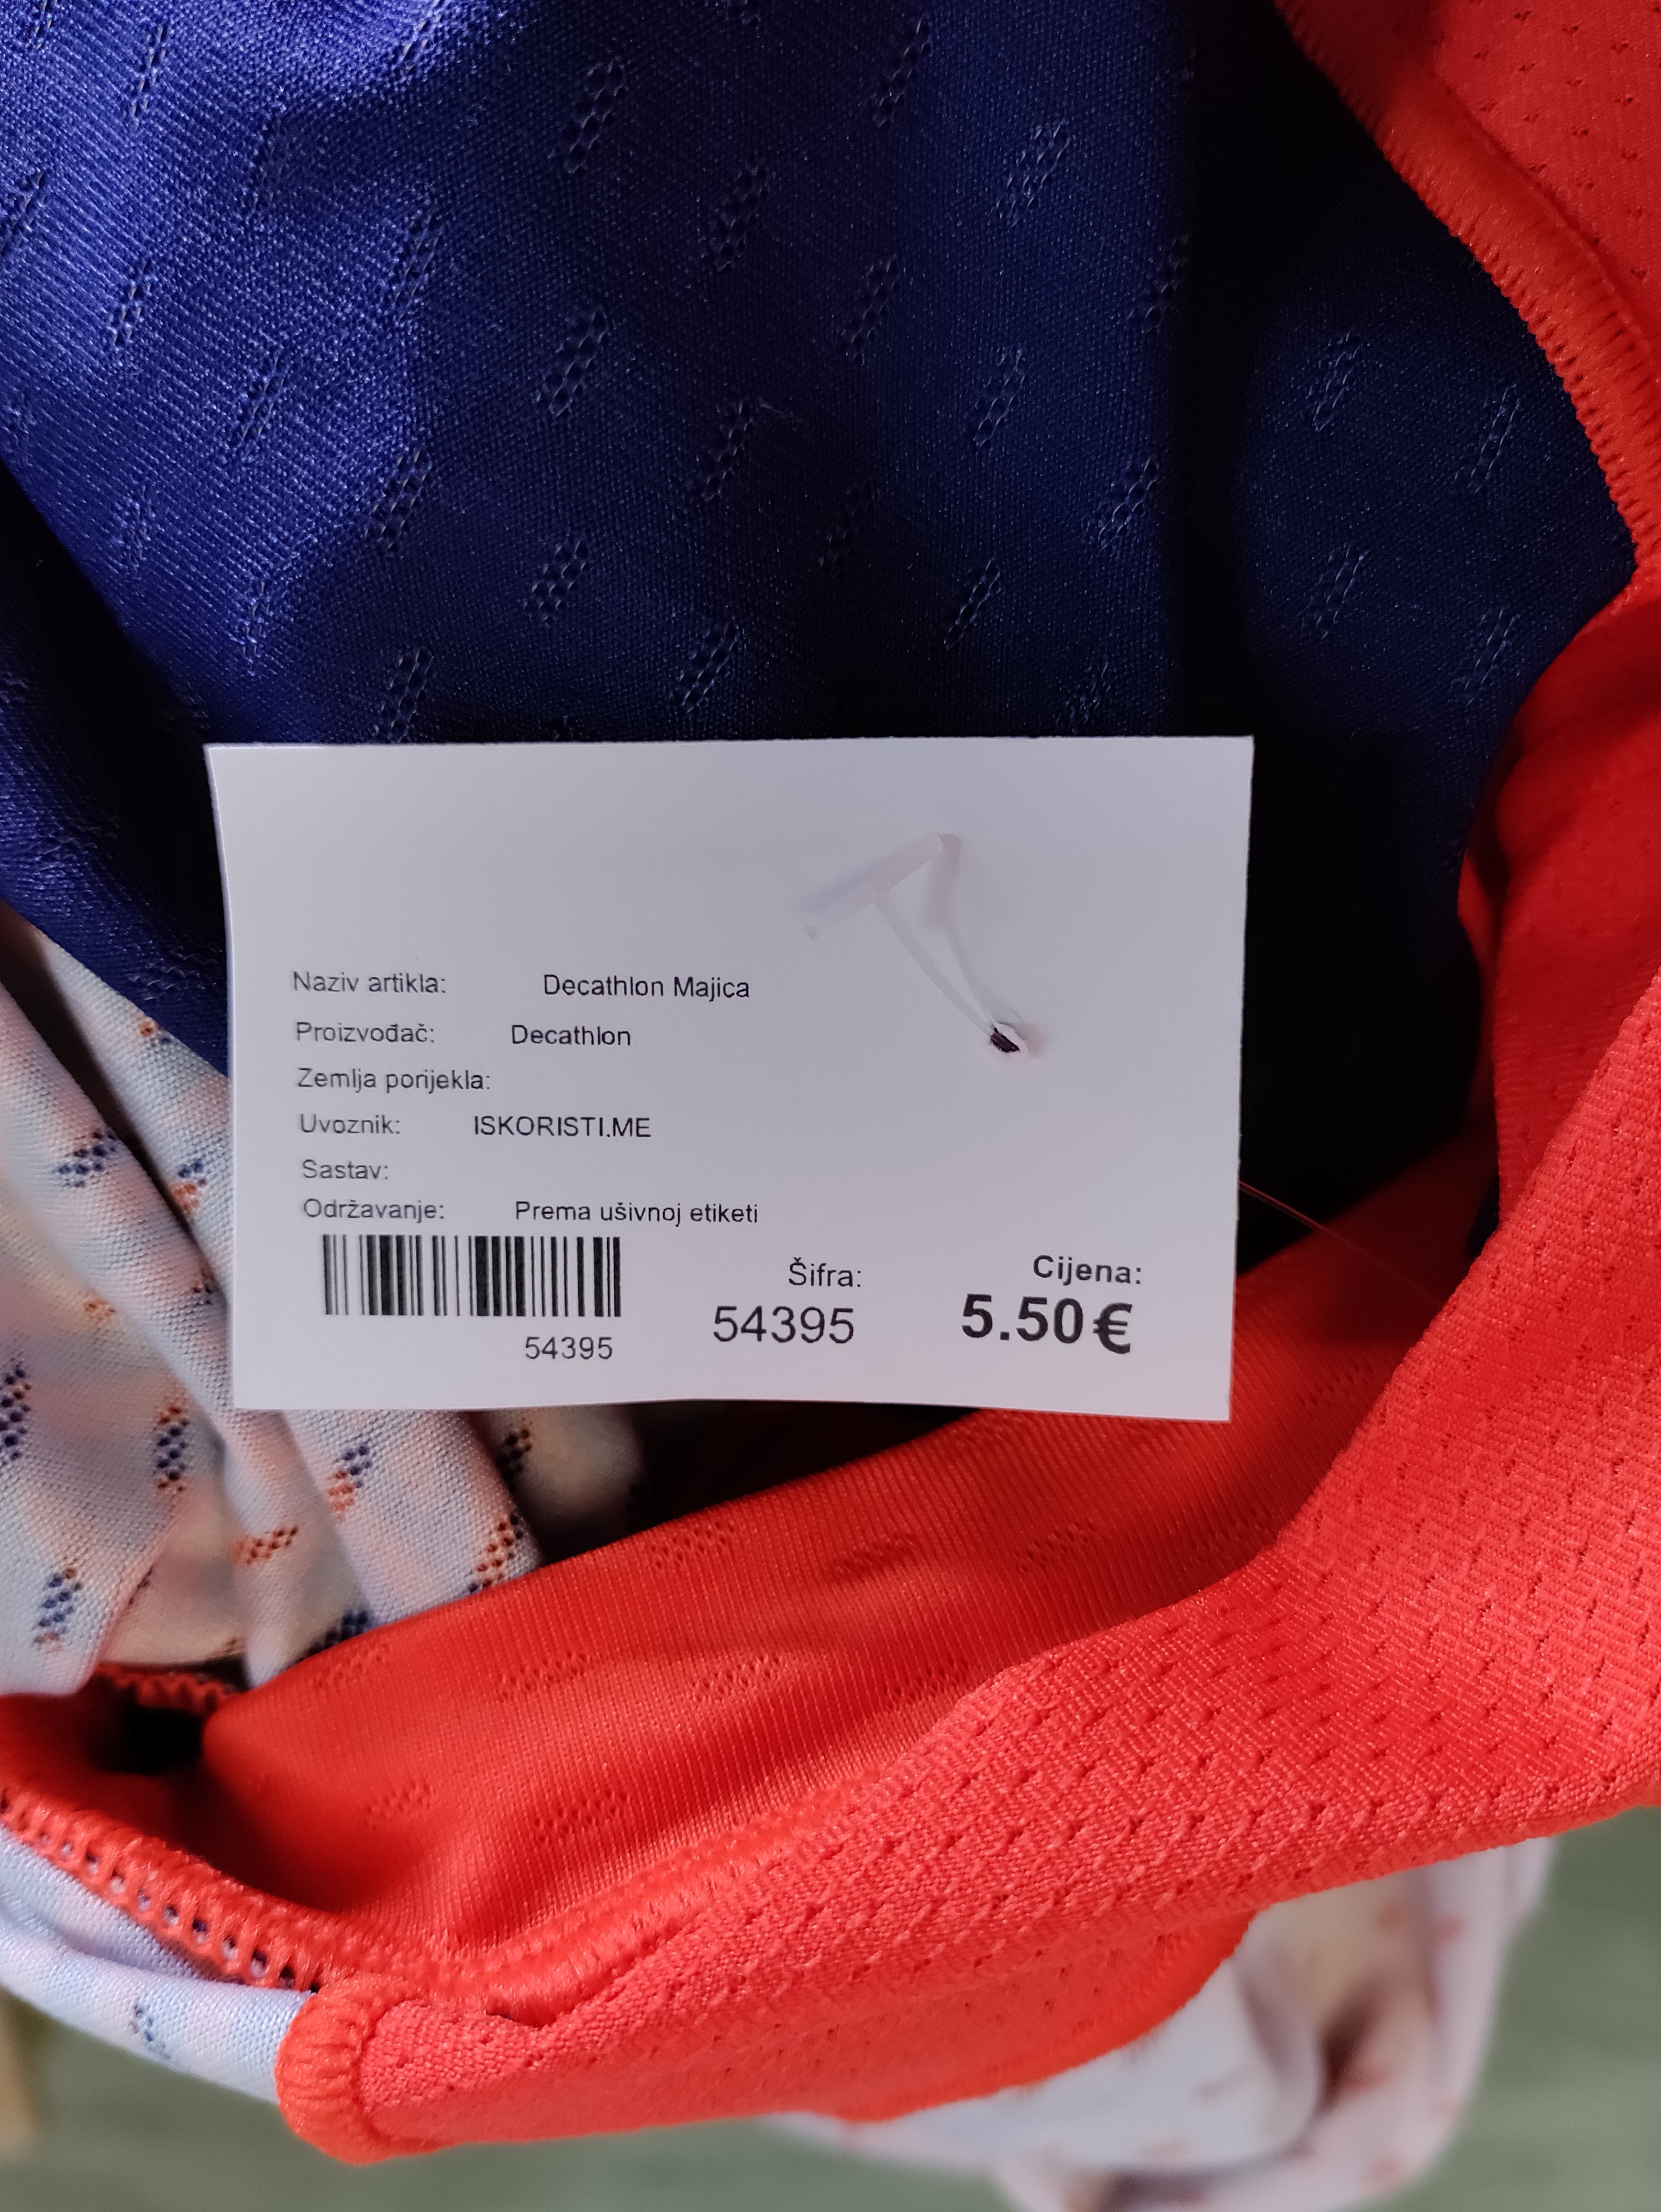 Naziv artikla: Decathlon Majica
Proizvođač: Decathlon
Zemlja porijekla:
Uvoznik: ISKORISTI.ME
Sastav:
Održavanje: Prema ušivnoj etiketi
54395
Šifra:
54395
Cijena:
5.50€